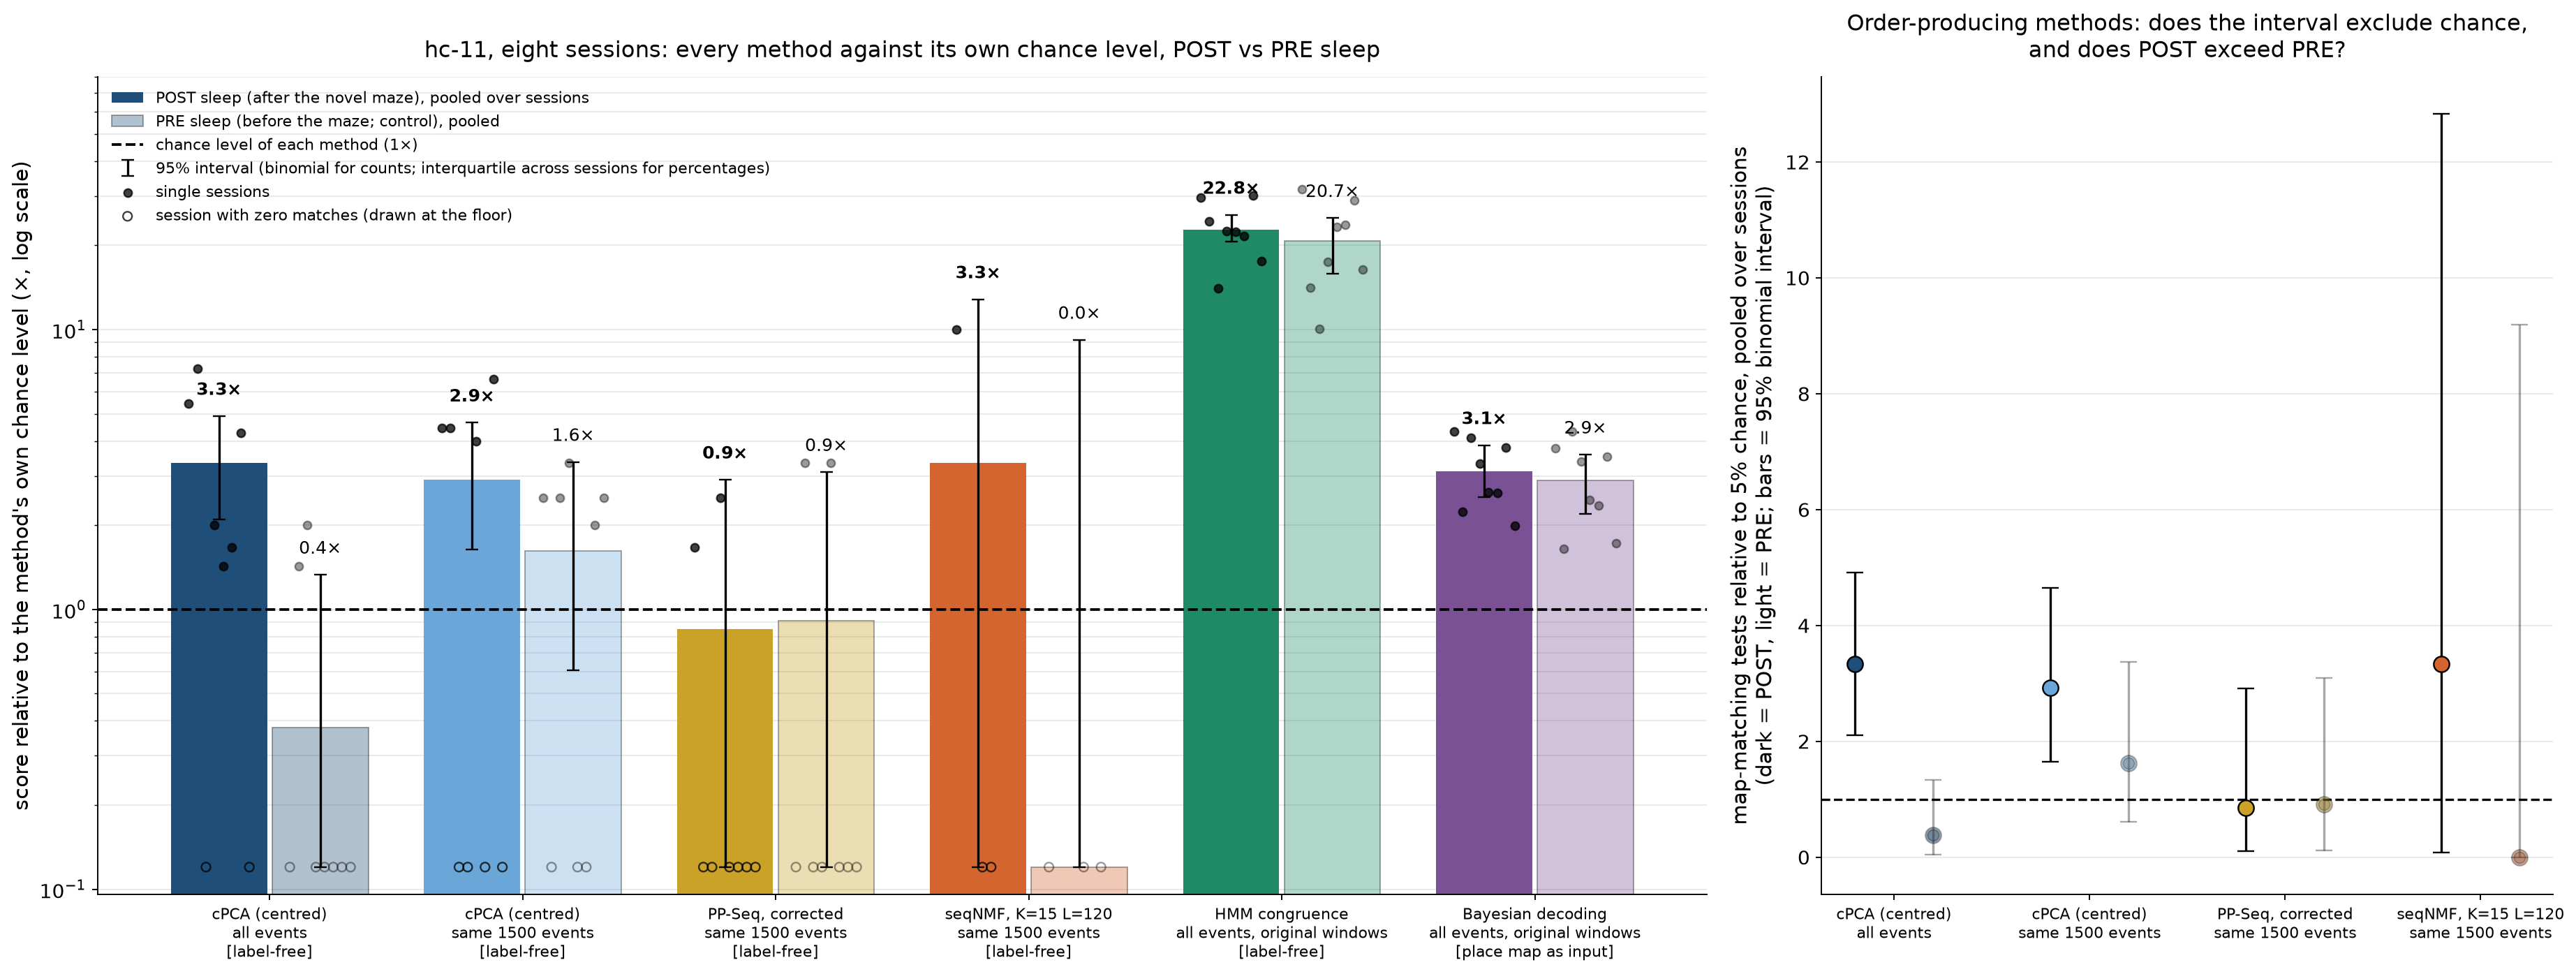 hc-11, eight sessions: every method against its own chance level, POST vs PRE sleep
score relative to the method's own chance level (×, log scale)
10¹
10⁰
10⁻¹
POST sleep (after the novel maze), pooled over sessions
PRE sleep (before the maze; control), pooled
chance level of each method (1×)
95% interval (binomial for counts; interquartile across sessions for percentages)
single sessions
session with zero matches (drawn at the floor)
3.3×
0.4×
2.9×
1.6×
0.9×
0.9×
3.3×
0.0×
22.8×
20.7×
3.1×
2.9×
cPCA (centred)
all events
[label-free]
cPCA (centred)
same 1500 events
[label-free]
PP-Seq, corrected
same 1500 events
[label-free]
seqNMF, K=15 L=120
same 1500 events
[label-free]
HMM congruence
all events, original windows
[label-free]
Bayesian decoding
all events, original windows
[place map as input]
Order-producing methods: does the interval exclude chance,
and does POST exceed PRE?
map-matching tests relative to 5% chance, pooled over sessions
(dark = POST, light = PRE; bars = 95% binomial interval)
12
10
8
6
4
2
0
cPCA (centred)
all events
cPCA (centred)
same 1500 events
PP-Seq, corrected
same 1500 events
seqNMF, K=15 L=120
same 1500 events